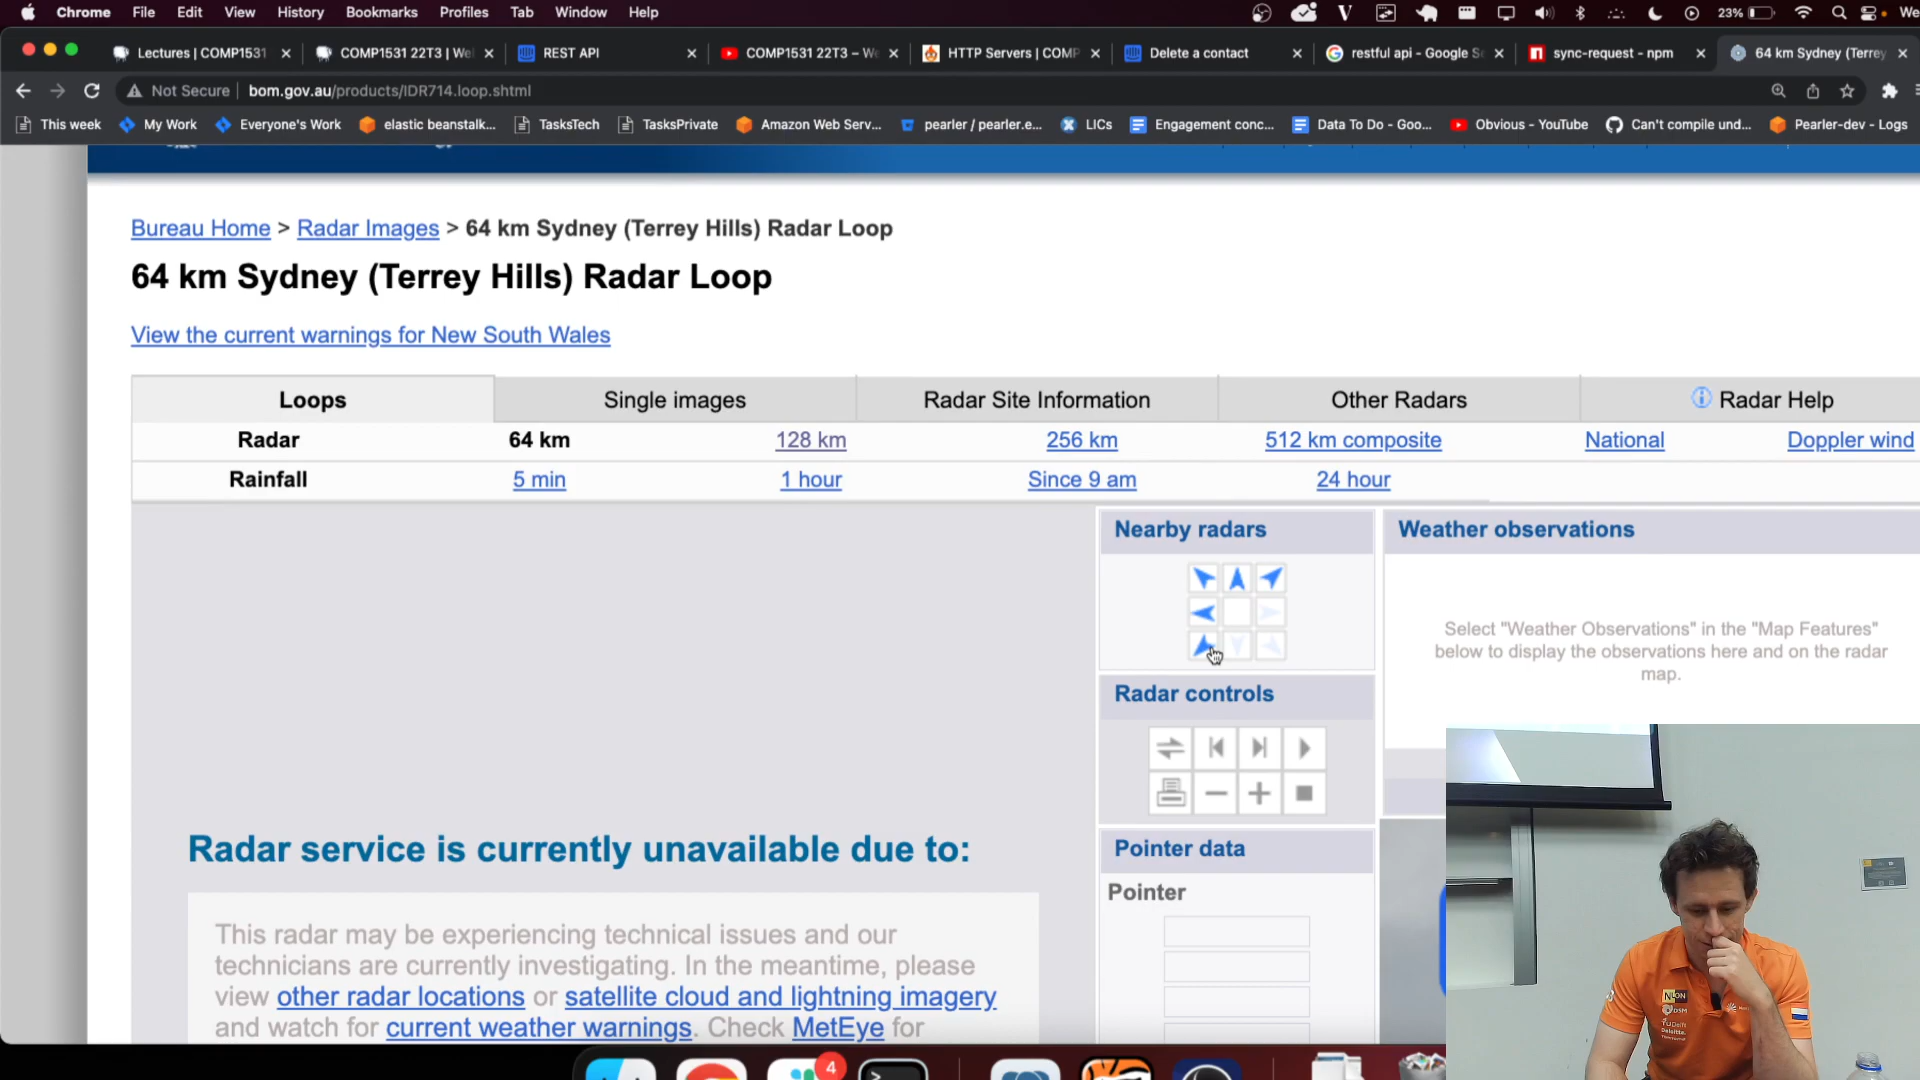 Chrome File Edit View History Bookmarks Profiles Tab Window Help 23% We
Lectures | COMP1531 COMP1531 22T3 | We REST API COMP1531 22T3 – We HTTP Servers | COMP Delete a contact restful api - Google Se sync-request - npm 64 km Sydney (Terrey
Not Secure bom.gov.au/products/IDR714.loop.shtml
This week My Work Everyone's Work elastic beanstalk... TasksTech TasksPrivate Amazon Web Serv... pearler / pearler.e... LICs Engagement conc... Data To Do - Goo... Obvious - YouTube Can't compile und... Pearler-dev - Logs
Bureau Home > Radar Images > 64 km Sydney (Terrey Hills) Radar Loop
64 km Sydney (Terrey Hills) Radar Loop
View the current warnings for New South Wales
Loops Single images Radar Site Information Other Radars Radar Help
Radar 64 km 128 km 256 km 512 km composite National Doppler wind
Rainfall 5 min 1 hour Since 9 am 24 hour
Nearby radars
Weather observations
Select "Weather Observations" in the "Map Features"
below to display the observations here and on the radar
map.
Radar controls
Radar service is currently unavailable due to:
Pointer data
Pointer
This radar may be experiencing technical issues and our
technicians are currently investigating. In the meantime, please
view other radar locations or satellite cloud and lightning imagery
and watch for current weather warnings. Check MetEye for
4
NLON
DSM
TUDelft
Deloitte.